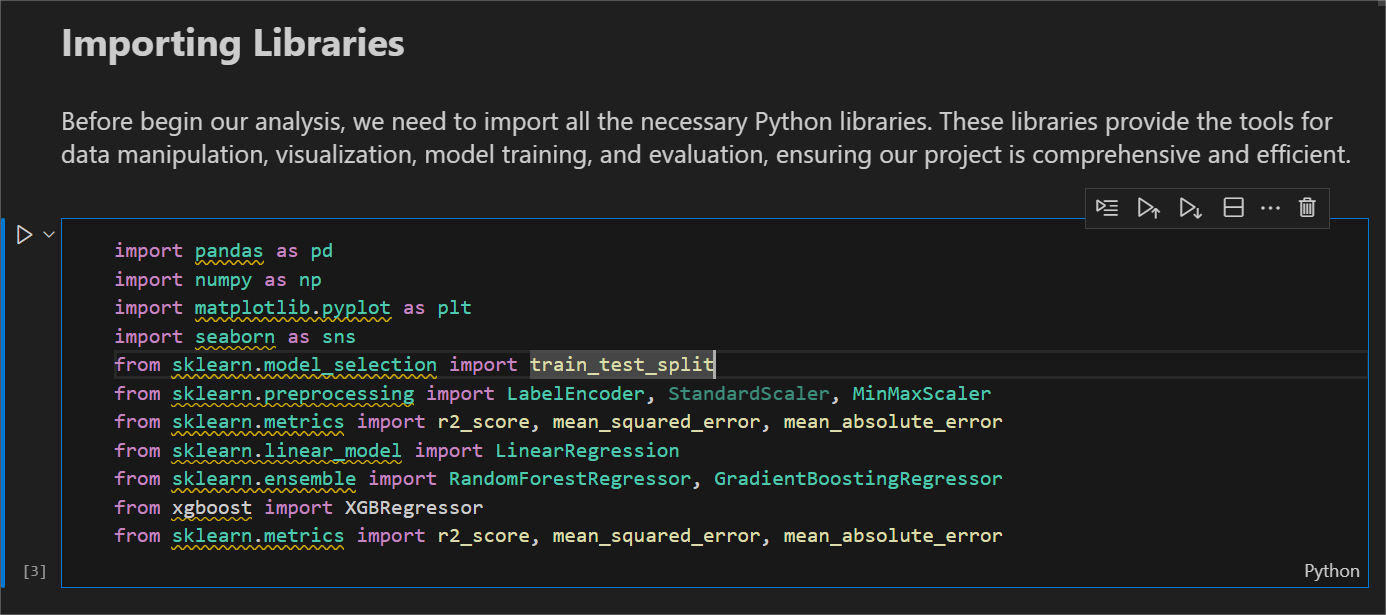 Importing Libraries
Before begin our analysis, we need to import all the necessary Python libraries. These libraries provide the tools for
data manipulation, visualization, model training, and evaluation, ensuring our project is comprehensive and efficient.
import pandas as pd
import numpy as np
import matplotlib.pyplot as plt
import seaborn as sns
from sklearn.model_selection import train_test_split
from sklearn.preprocessing import LabelEncoder, StandardScaler, MinMaxScaler
from sklearn.metrics import r2_score, mean_squared_error, mean_absolute_error
from sklearn.linear_model import LinearRegression
from sklearn.ensemble import RandomForestRegressor, GradientBoostingRegressor
from xgboost import XGBRegressor
from sklearn.metrics import r2_score, mean_squared_error, mean_absolute_error
[3]
Python